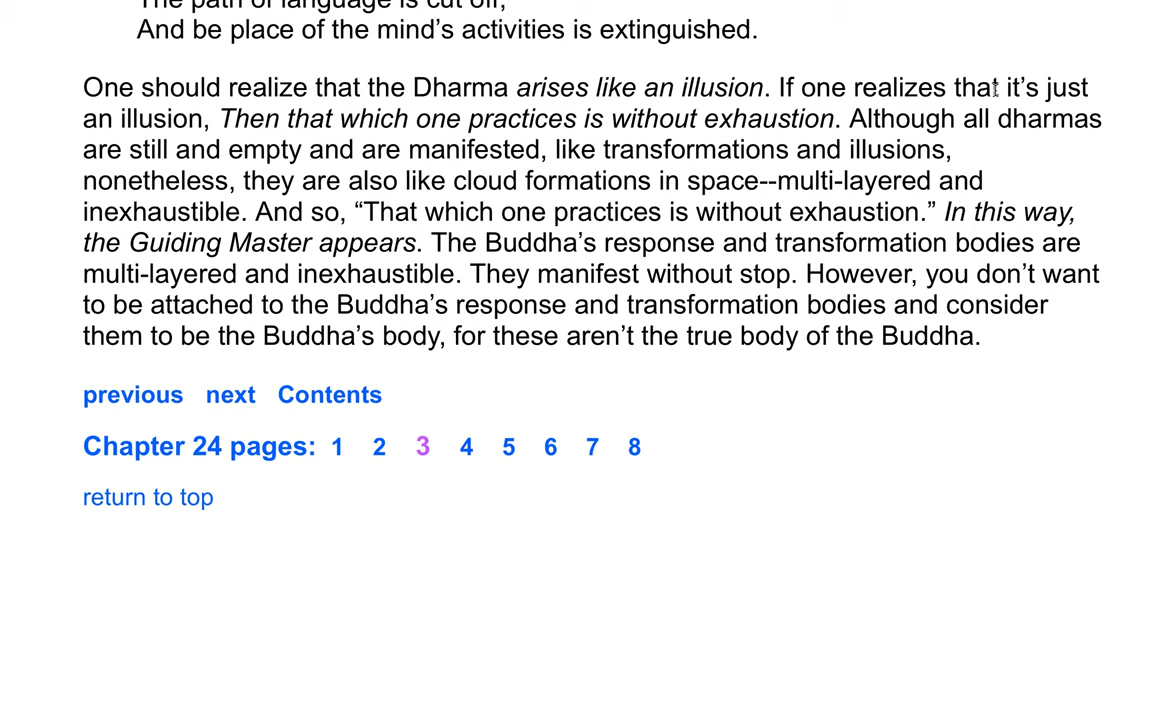 The path of language is cut off,
And be place of the mind’s activities is extinguished.
One should realize that the Dharma arises like an illusion. If one realizes that it’s just
an illusion, Then that which one practices is without exhaustion. Although all dharmas
are still and empty and are manifested, like transformations and illusions,
nonetheless, they are also like cloud formations in space--multi-layered and
inexhaustible. And so, “That which one practices is without exhaustion.” In this way,
the Guiding Master appears. The Buddha’s response and transformation bodies are
multi-layered and inexhaustible. They manifest without stop. However, you don’t want
to be attached to the Buddha’s response and transformation bodies and consider
them to be the Buddha’s body, for these aren’t the true body of the Buddha.
previous next Contents
Chapter 24 pages: 1 2 3 4 5 6 7 8
return to top